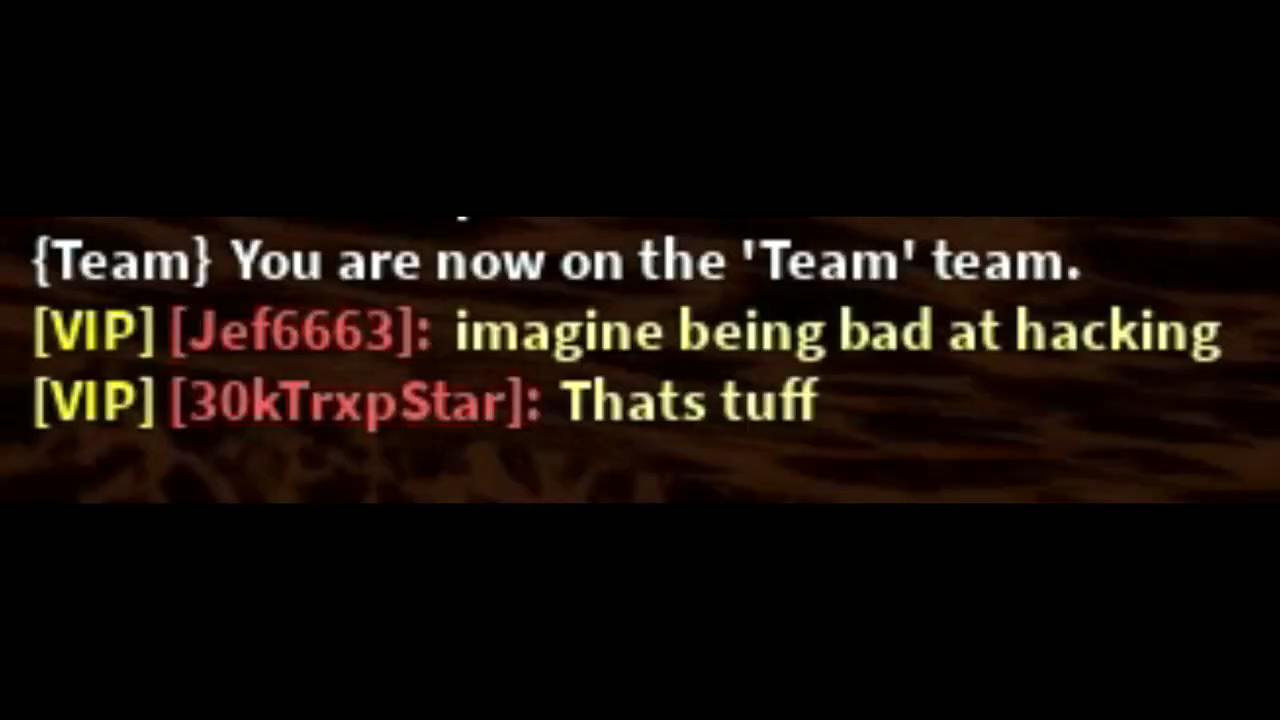 {Team} You are now on the 'Team' team.
[VIP] [Jef6663]: imagine being bad at hacking
[VIP] [30kTrxpStar]: Thats tuff